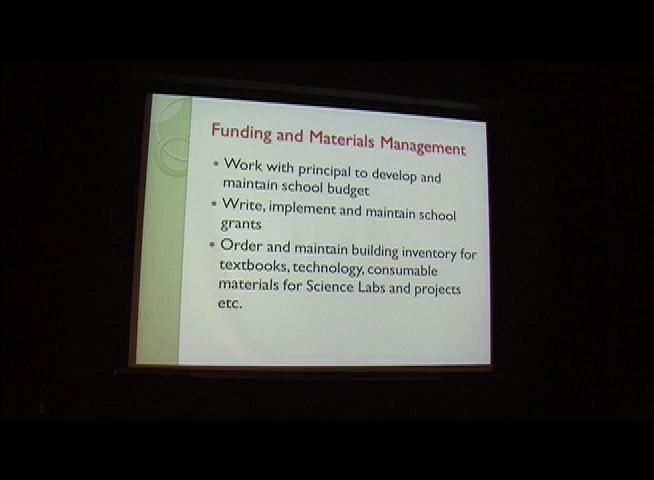 Funding and Materials Management
• Work with principal to develop and
maintain school budget
• Write, implement and maintain school
grants
• Order and maintain building inventory for
textbooks, technology, consumable
materials for Science Labs and projects
etc.